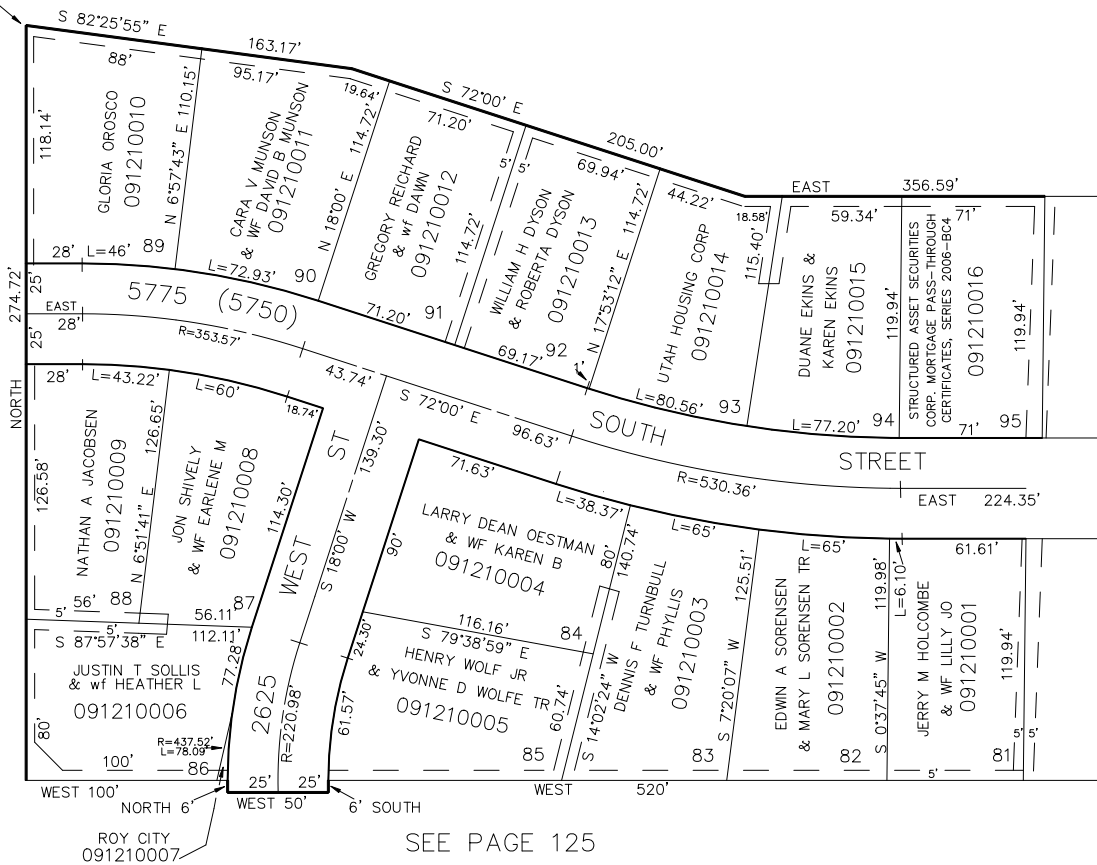 S 82°25'55" E
163.17'
88'
95.17'
19.64'
S 72°00' E
205.00'
71.20'
69.94'
44.22'
18.58'
EAST 356.59'
59.34'
71'
118.14'
GLORIA OROSCO
091210010
N 6°57'43" E 110.15'
CARA V MUNSON
& WF DAVID B MUNSON
091210011
N 18°00' E 114.72'
GREGORY REICHARD
& wf DAWN
091210012
114.72'
5'
5'
WILLIAM H DYSON
& ROBERTA DYSON
091210013
N 17°53'12" E 114.72'
UTAH HOUSING CORP
091210014
115.40'
DUANE EKINS &
KAREN EKINS
091210015
119.94'
STRUCTURED ASSET SECURITIES
CORP. MORTGAGE PASS-THROUGH
CERTIFICATES, SERIES 2006-BC4
091210016
119.94'
28'
L=46'
89
L=72.93'
90
71.20'
91
69.17'
92
1'
L=80.56'
93
L=77.20'
94
71'
95
274.72'
NORTH
25'
EAST
28'
25'
5775 (5750)
SOUTH
STREET
R=353.57'
43.74'
S 72°00' E
96.63'
R=530.36'
EAST 224.35'
28'
L=43.22'
L=60'
18.74'
126.58'
NATHAN A JACOBSEN
091210009
N 6°51'41" E 126.65'
JON SHIVELY
& WF EARLENE M
091210008
114.30'
2625 WEST ST
139.30'
S 18°00' W
90'
71.63'
L=38.37'
L=65'
L=65'
L=6.10'
61.61'
LARRY DEAN OESTMAN
& WF KAREN B
091210004
80'
140.74'
DENNIS F TURNBULL
& WF PHYLLIS
091210003
125.51'
S 7°20'07" W
EDWIN A SORENSEN
& MARY L SORENSEN TR
091210002
119.98'
S 0°37'45" W
JERRY M HOLCOMBE
& WF LILLY JO
091210001
119.94'
56'
5'
88
5'
56.11'
87
S 87°57'38" E
112.11'
116.16'
84
S 79°38'59" E
24.30'
JUSTIN T SOLLIS
& wf HEATHER L
091210006
77.28'
HENRY WOLF JR
& YVONNE D WOLFE TR
091210005
60.74'
S 14°02'24" W
80'
R=437.52'
L=78.09'
R=220.98'
61.57'
100'
86
85
83
82
81
5'
5'
5'
WEST 100'
NORTH 6'
25'
25'
WEST 50'
6' SOUTH
WEST 520'
ROY CITY
091210007
SEE PAGE 125